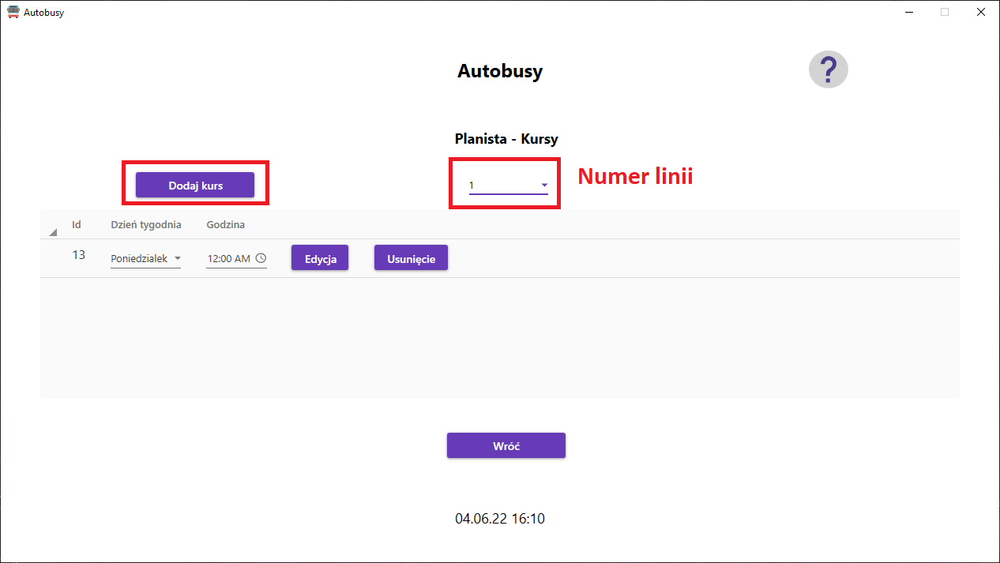 Autobusy
Autobusy
?
Planista - Kursy
Dodaj kurs
1
Numer linii
Id Dzień tygodnia Godzina
13 Poniedzialek 12:00 AM Edycja Usunięcie
Wróć
04.06.22 16:10